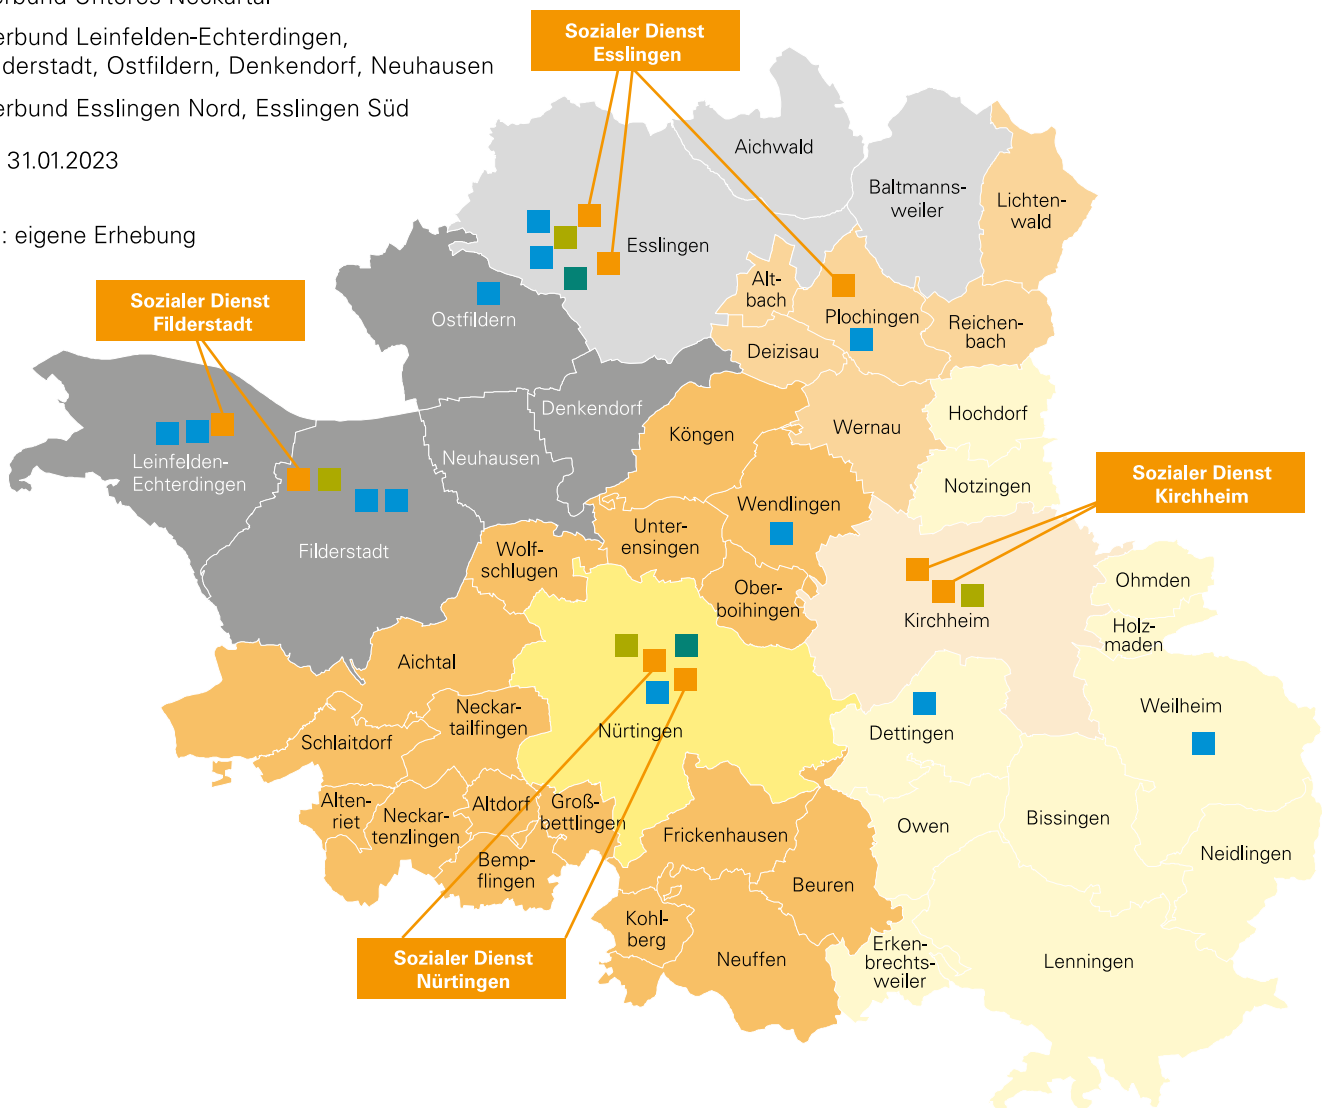 erbund Unteres Neckartal
erbund Leinfelden-Echterdingen,
derstadt, Ostfildern, Denkendorf, Neuhausen
erbund Esslingen Nord, Esslingen Süd
31.01.2023
: eigene Erhebung
Sozialer Dienst
Esslingen
Aichwald
Baltmanns-
weiler
Lichten-
wald
Esslingen
Sozialer Dienst
Filderstadt
Ostfildern
Alt-
bach
Plochingen
Reichen-
bach
Deizisau
Denkendorf
Hochdorf
Köngen
Wernau
Leinfelden-
Echterdingen
Neuhausen
Notzingen
Sozialer Dienst
Kirchheim
Wendlingen
Filderstadt
Unter-
ensingen
Wolf-
schlugen
Ober-
boihingen
Ohmden
Kirchheim
Holz-
maden
Aichtal
Neckar-
tailfingen
Weilheim
Schlaitdorf
Nürtingen
Dettingen
Alten-
riet
Neckar-
tenzlingen
Altdorf
Groß-
bettlingen
Frickenhausen
Owen
Bissingen
Neidlingen
Bemp-
flingen
Beuren
Kohl-
berg
Neuffen
Erken-
brechts-
weiler
Lenningen
Sozialer Dienst
Nürtingen